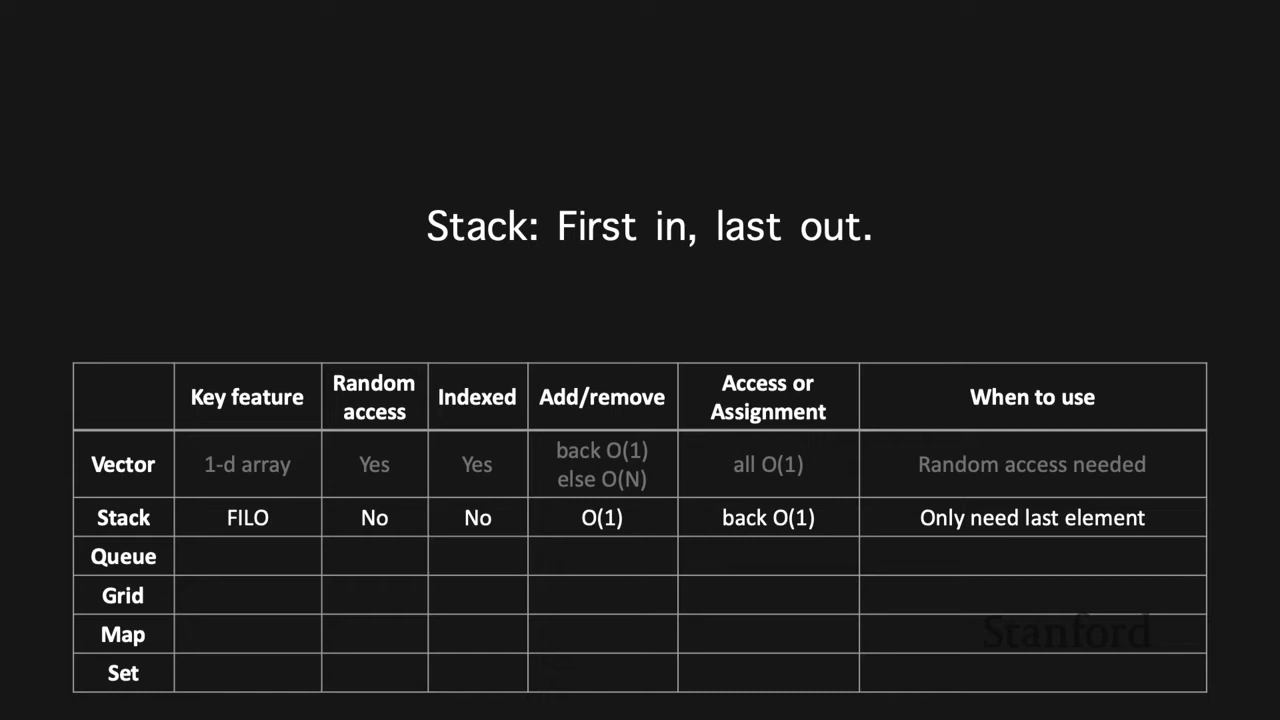 Stack: First in, last out.
Key feature
Random access
Indexed
Add/remove
Access or Assignment
When to use
Vector
1-d array
Yes
Yes
back O(1)
else O(N)
all O(1)
Random access needed
Stack
FILO
No
No
O(1)
back O(1)
Only need last element
Queue
Grid
Map
Set
Stanford